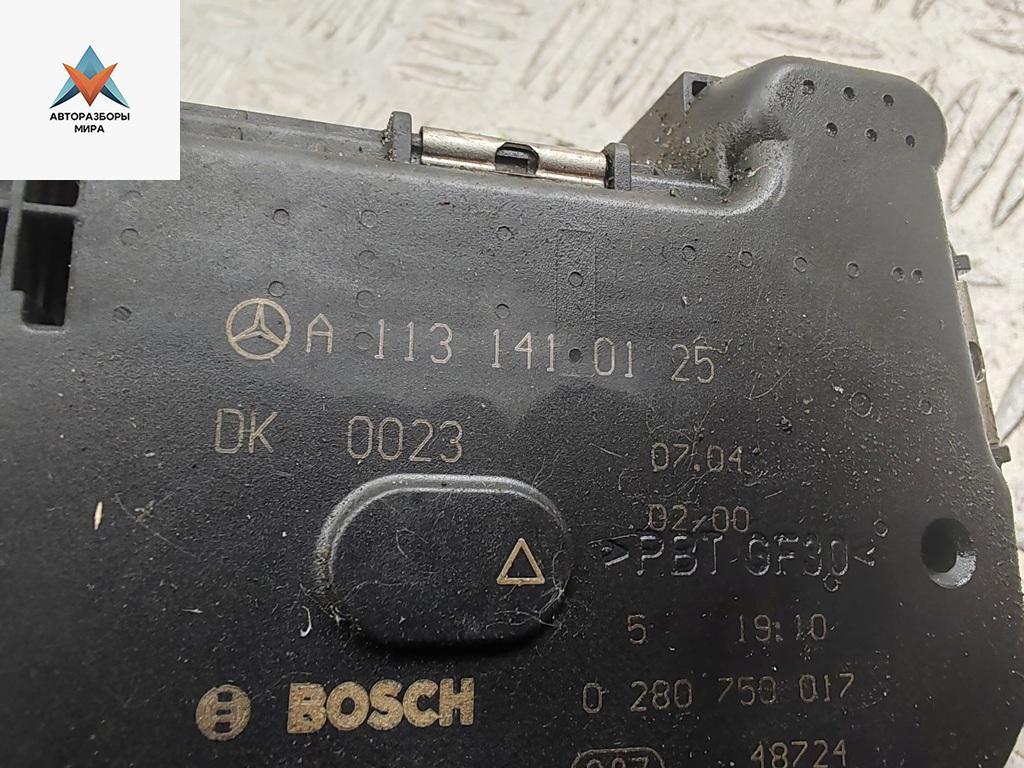 АВТОРАЗБОРЫ
МИРА
A 113 141 01 25
DK 0023
07.04
02/00
>PBT GF30<
5 19:10
BOSCH
0 280 750 017
48724